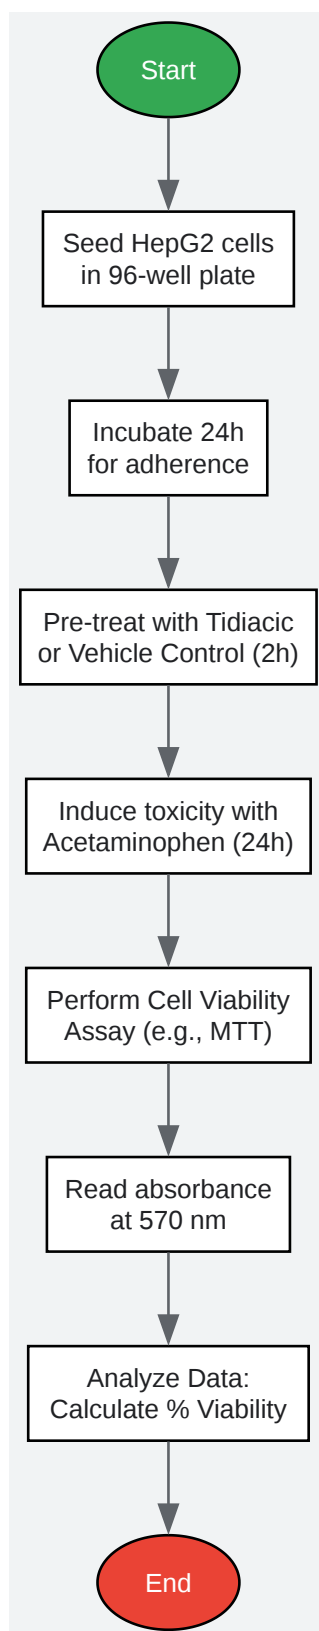 Start
Seed HepG2 cells
in 96-well plate
Incubate 24h
for adherence
Pre-treat with Tidiacic
or Vehicle Control (2h)
Induce toxicity with
Acetaminophen (24h)
Perform Cell Viability
Assay (e.g., MTT)
Read absorbance
at 570 nm
Analyze Data:
Calculate % Viability
End